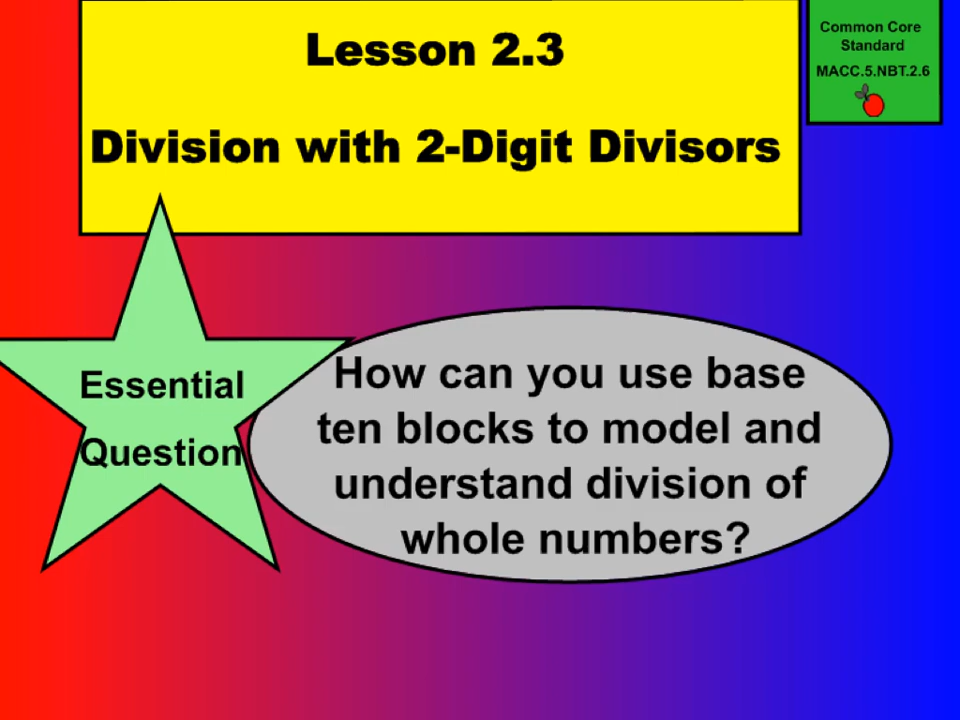 Lesson 2.3
Division with 2-Digit Divisors
Common Core
Standard
MACC.5.NBT.2.6
Essential
Question
How can you use base
ten blocks to model and
understand division of
whole numbers?